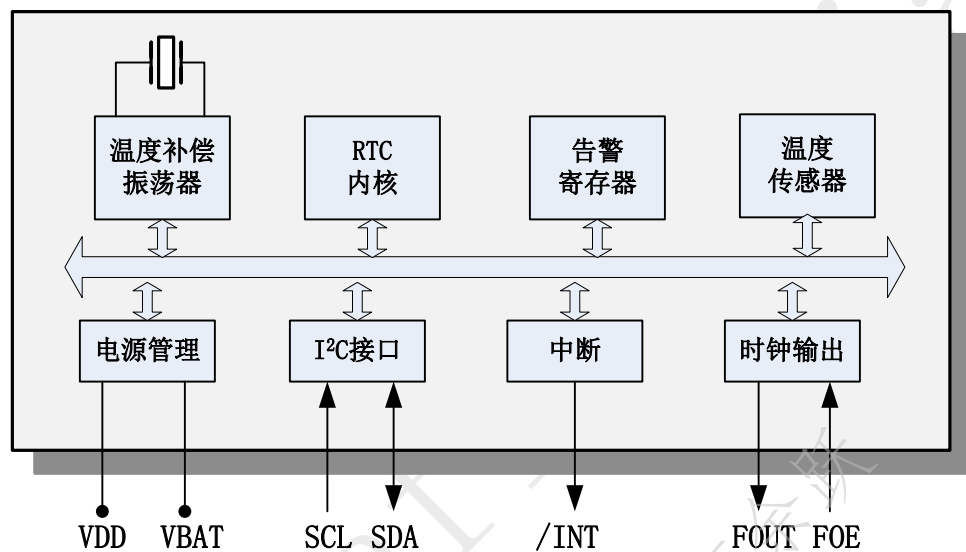 温度补偿
振荡器
RTC
内核
告警
寄存器
温度
传感器
电源管理
I²C接口
中断
时钟输出
VDD
VBAT
SCL
SDA
/INT
FOUT
FOE